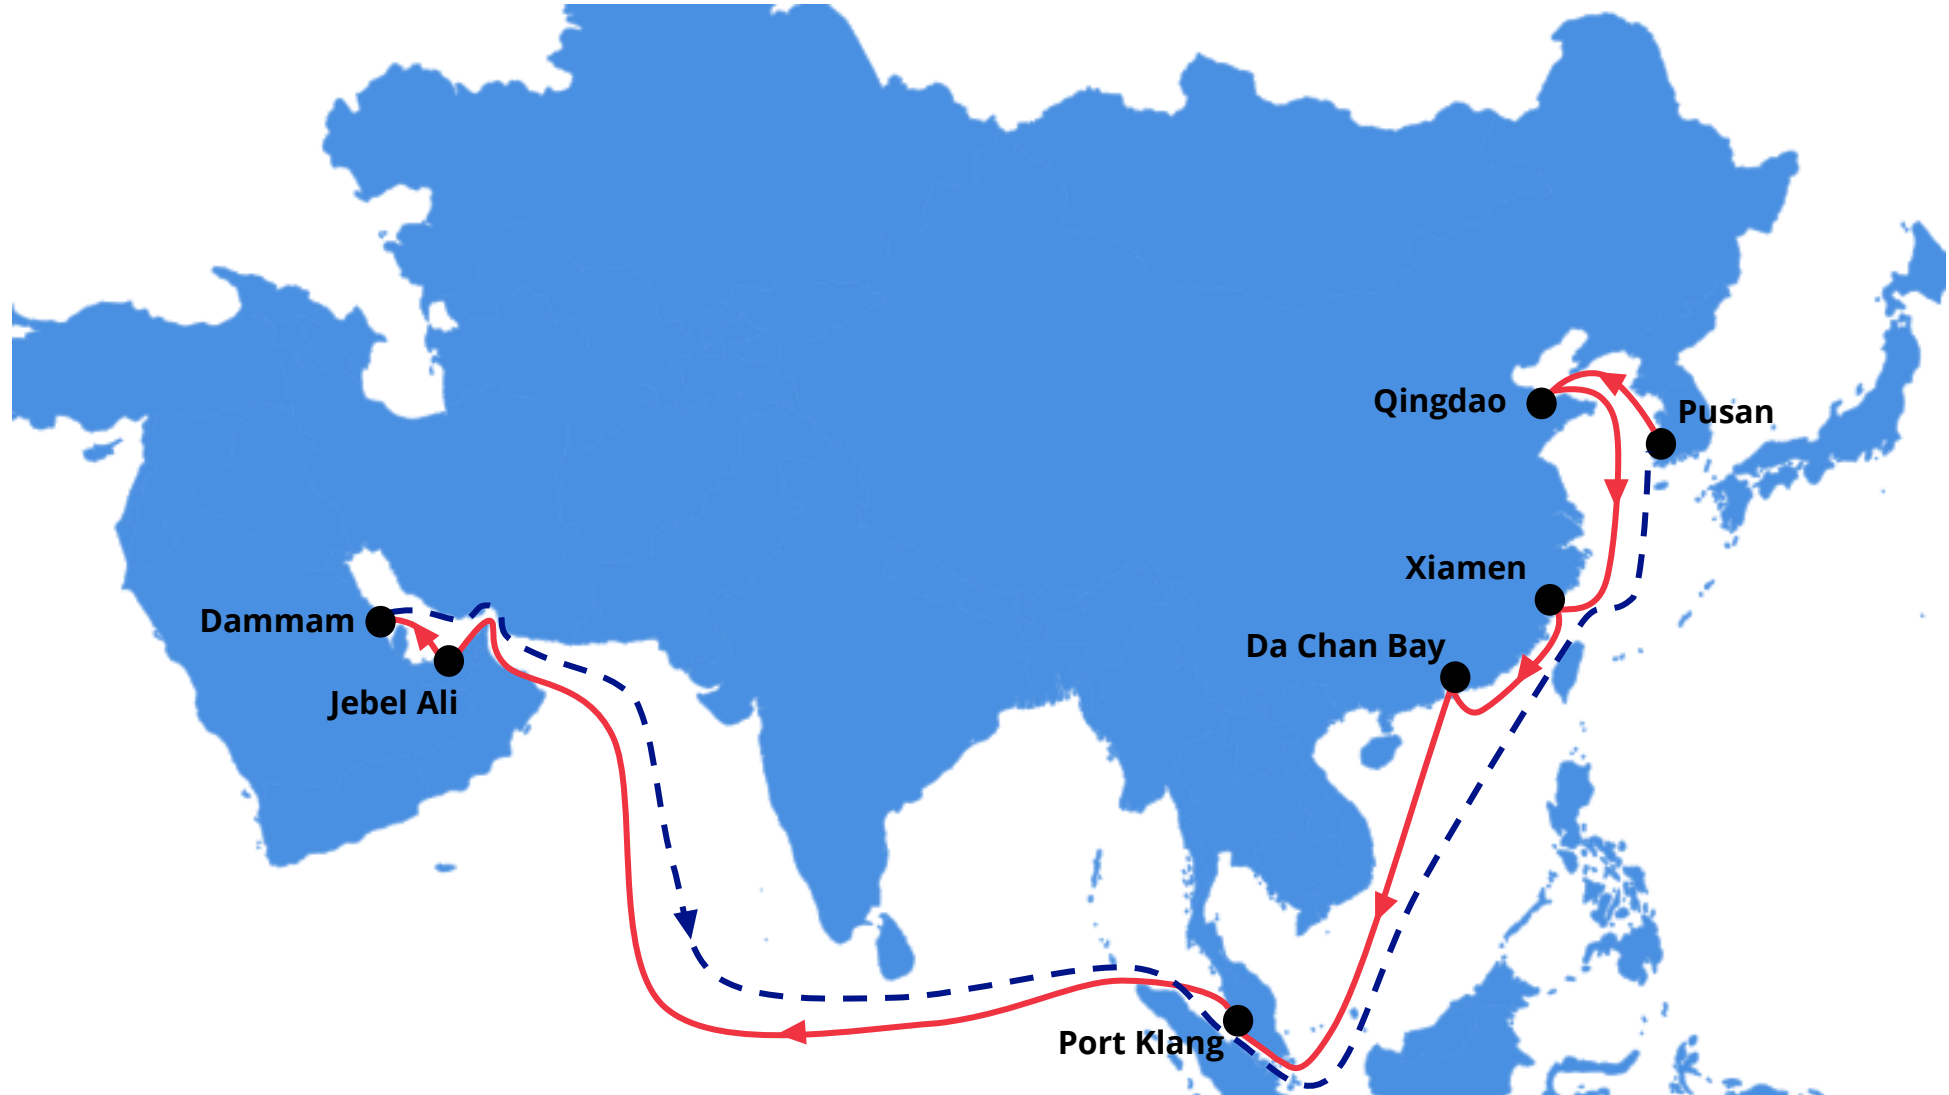 Qingdao
Pusan
Xiamen
Da Chan Bay
Dammam
Jebel Ali
Port Klang